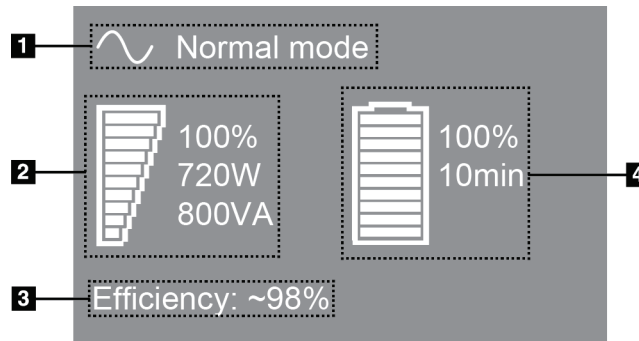 1 Normal mode
2
100%
720W
800VA
100%
10min
4
3 Efficiency: ~98%